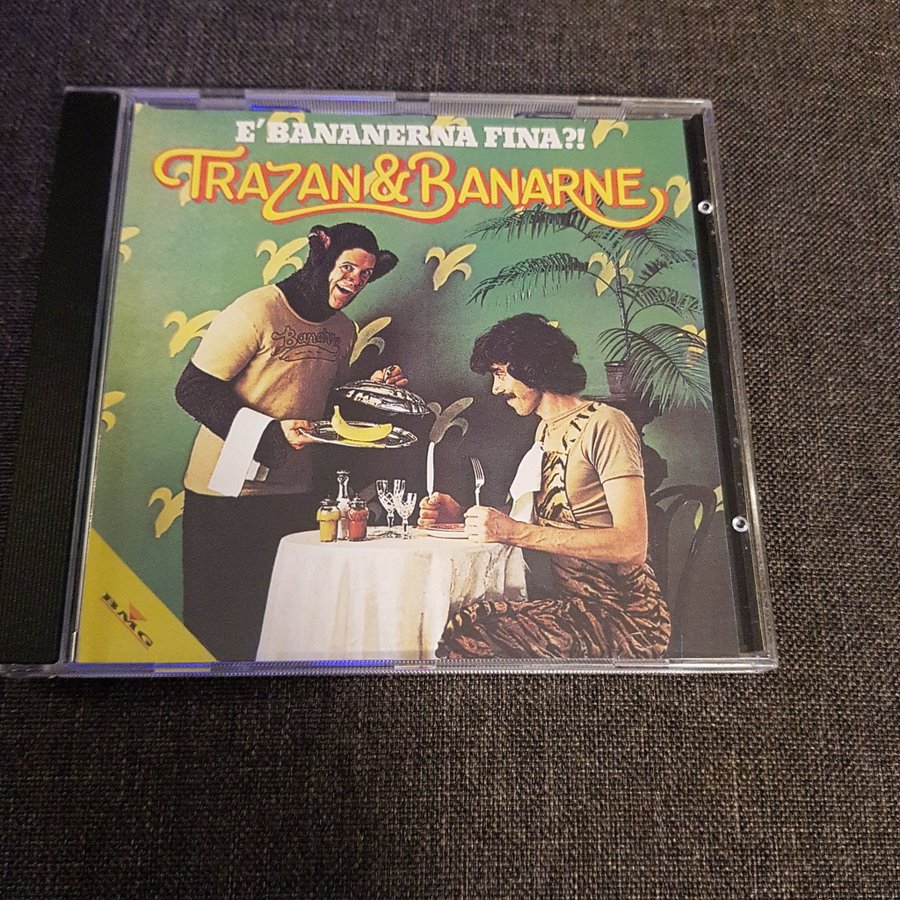 E' BANANERNA FINA?!
TRAZAN & BANARNE
Banarne
BMG